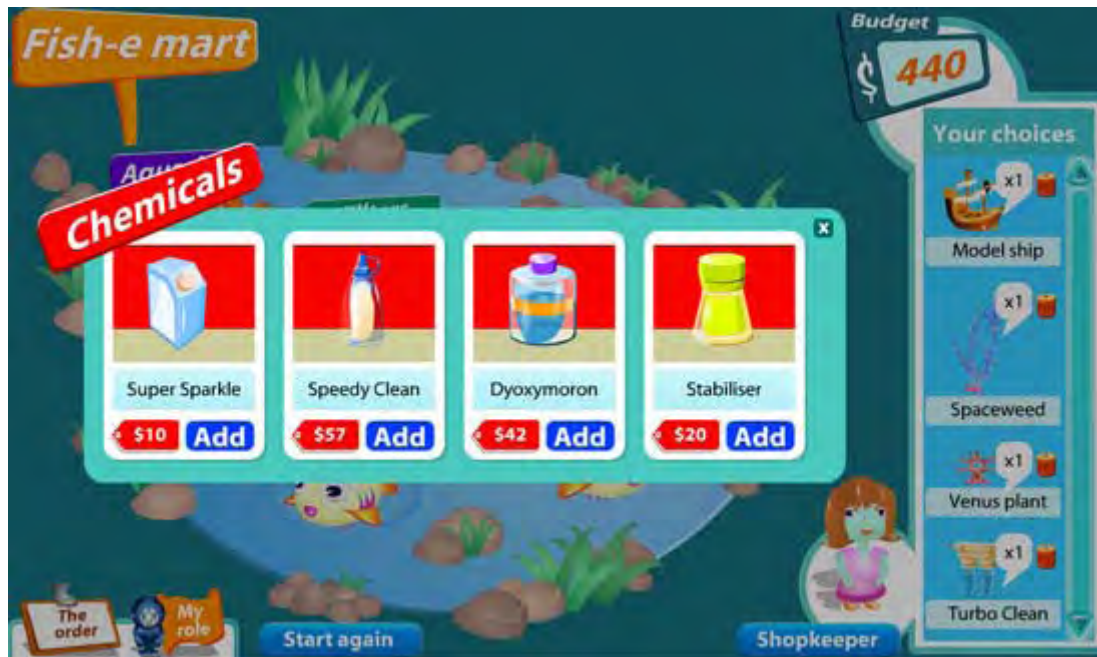 Fish-e mart
Budget
$ 440
Your choices
x1
Model ship
x1
Spaceweed
x1
Venus plant
x1
Turbo Clean
Chemicals
X
Super Sparkle
$10 Add
Speedy Clean
$57 Add
Dyoxymoron
$42 Add
Stabiliser
$20 Add
The
order
My
role
Start again
Shopkeeper